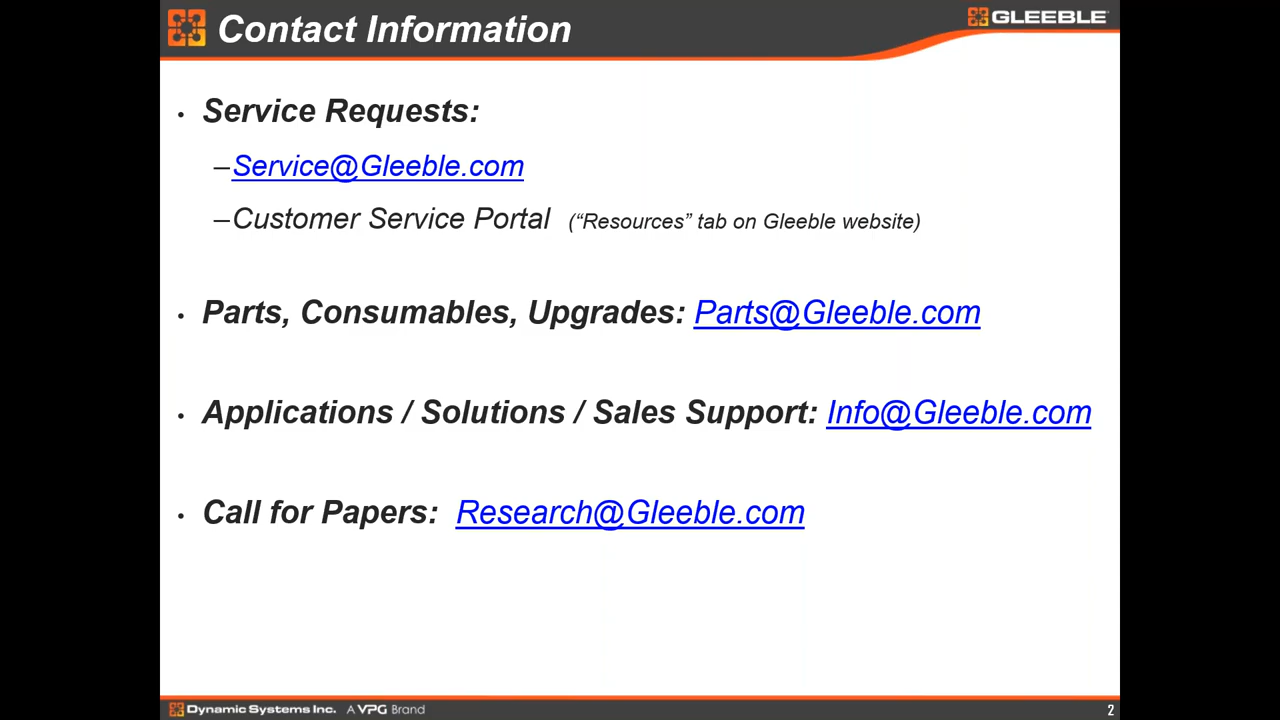 Contact Information
GLEEBLE
• Service Requests:
–Service@Gleeble.com
–Customer Service Portal (“Resources” tab on Gleeble website)
• Parts, Consumables, Upgrades: Parts@Gleeble.com
• Applications / Solutions / Sales Support: Info@Gleeble.com
• Call for Papers: Research@Gleeble.com
Dynamic Systems Inc. A VPG Brand
2